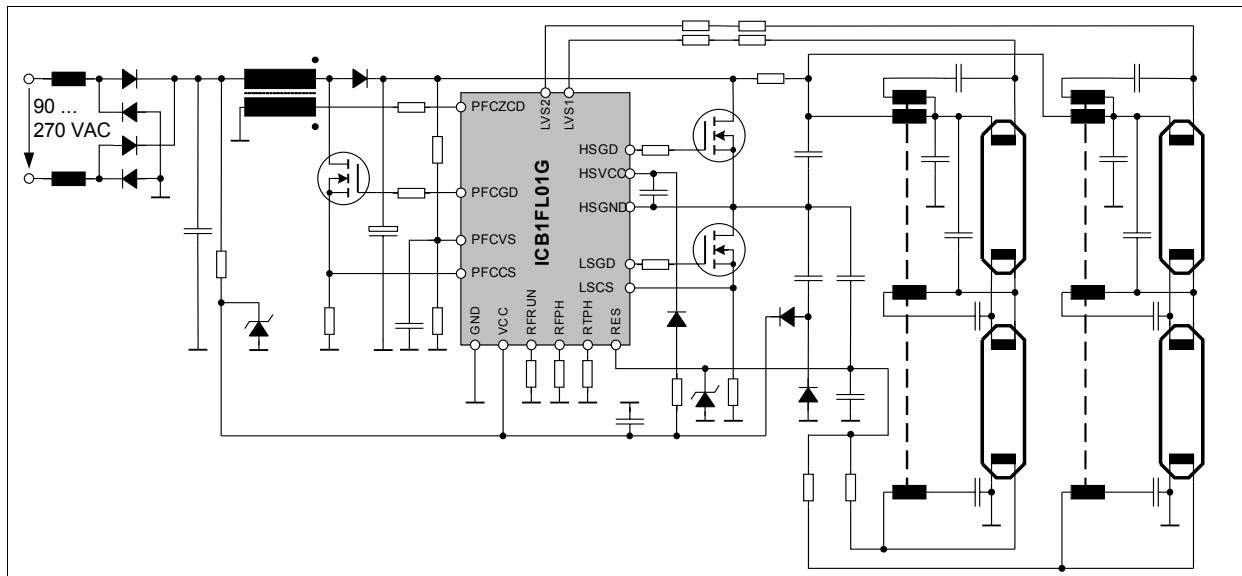 90 ...
270 VAC
PFCZCD
PFCGD
PFCVS
PFCCS
LVS2
LVS1
ICB1FL01G
HSGD
HSVCC
HSGND
LSGD
LSCS
GND
VCC
RFRUN
RFPH
RTPH
RES